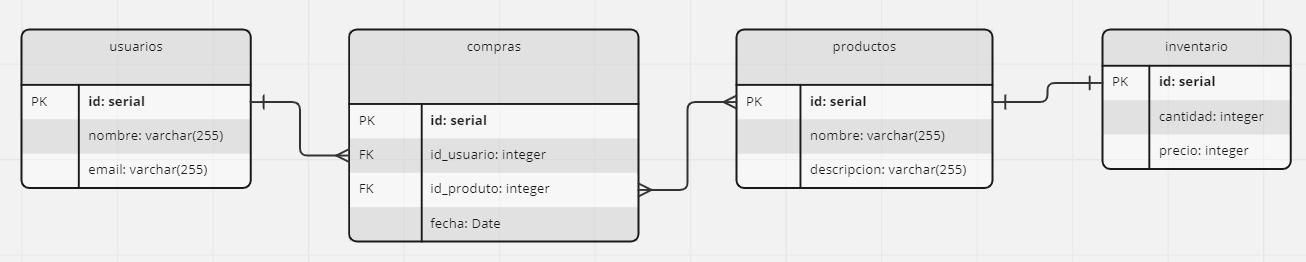 usuarios
PK id: serial
nombre: varchar(255)
email: varchar(255)
compras
PK id: serial
FK id_usuario: integer
FK id_produto: integer
fecha: Date
productos
PK id: serial
nombre: varchar(255)
descripcion: varchar(255)
inventario
PK id: serial
cantidad: integer
precio: integer